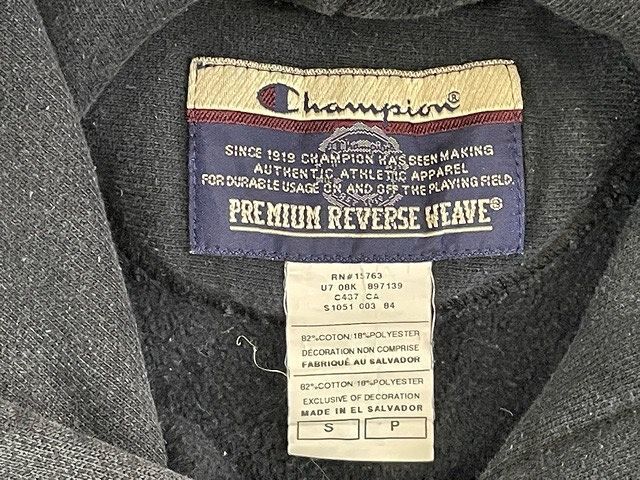 Champion®
SINCE 1919 CHAMPION HAS BEEN MAKING
AUTHENTIC ATHLETIC APPAREL
FOR DURABLE USAGE ON AND OFF THE PLAYING FIELD.
PREMIUM REVERSE WEAVE®
RN#15763
U7 08K 897139
C437 CA
S1051 003 84
82%COTON/18%POLYESTER
DECORATION NON COMPRISE
FABRIQUÉ AU SALVADOR
82%COTTON/18%POLYESTER
EXCLUSIVE OF DECORATION
MADE IN EL SALVADOR
S P